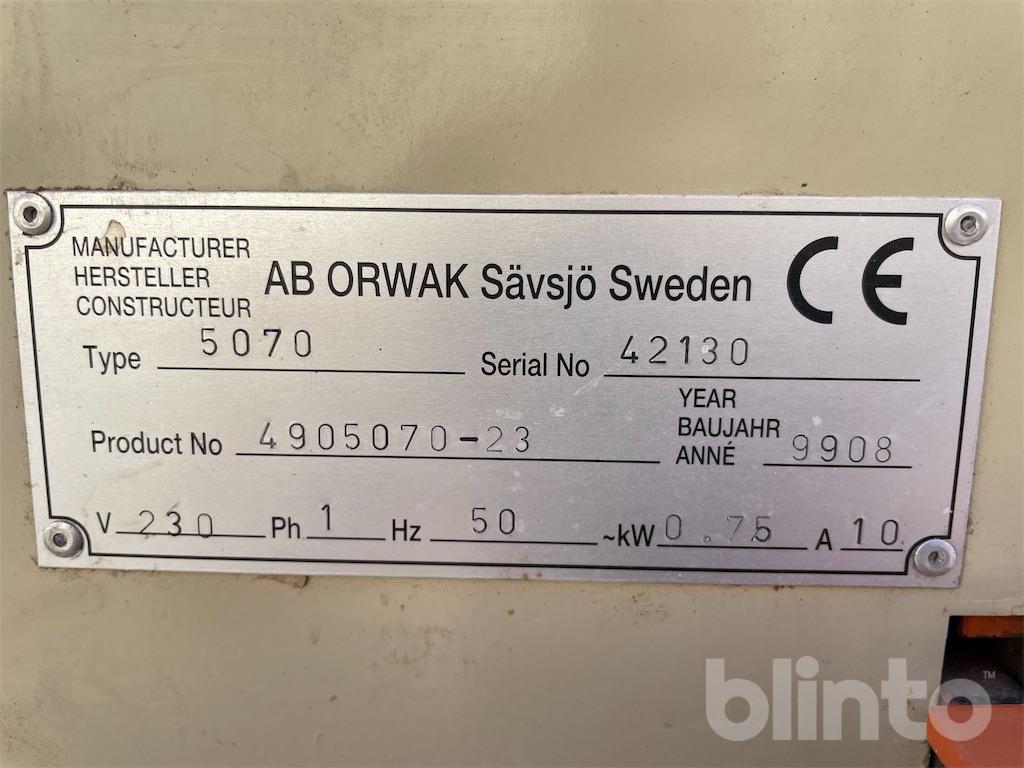 MANUFACTURER
HERSTELLER
CONSTRUCTEUR
AB ORWAK Sävsjö Sweden
CE
Type 5070 Serial No 42130
Product No 4905070-23
YEAR
BAUJAHR
ANNÉ
9908
V 230 Ph 1 Hz 50 ~kW 0.75 A 10
blinto™